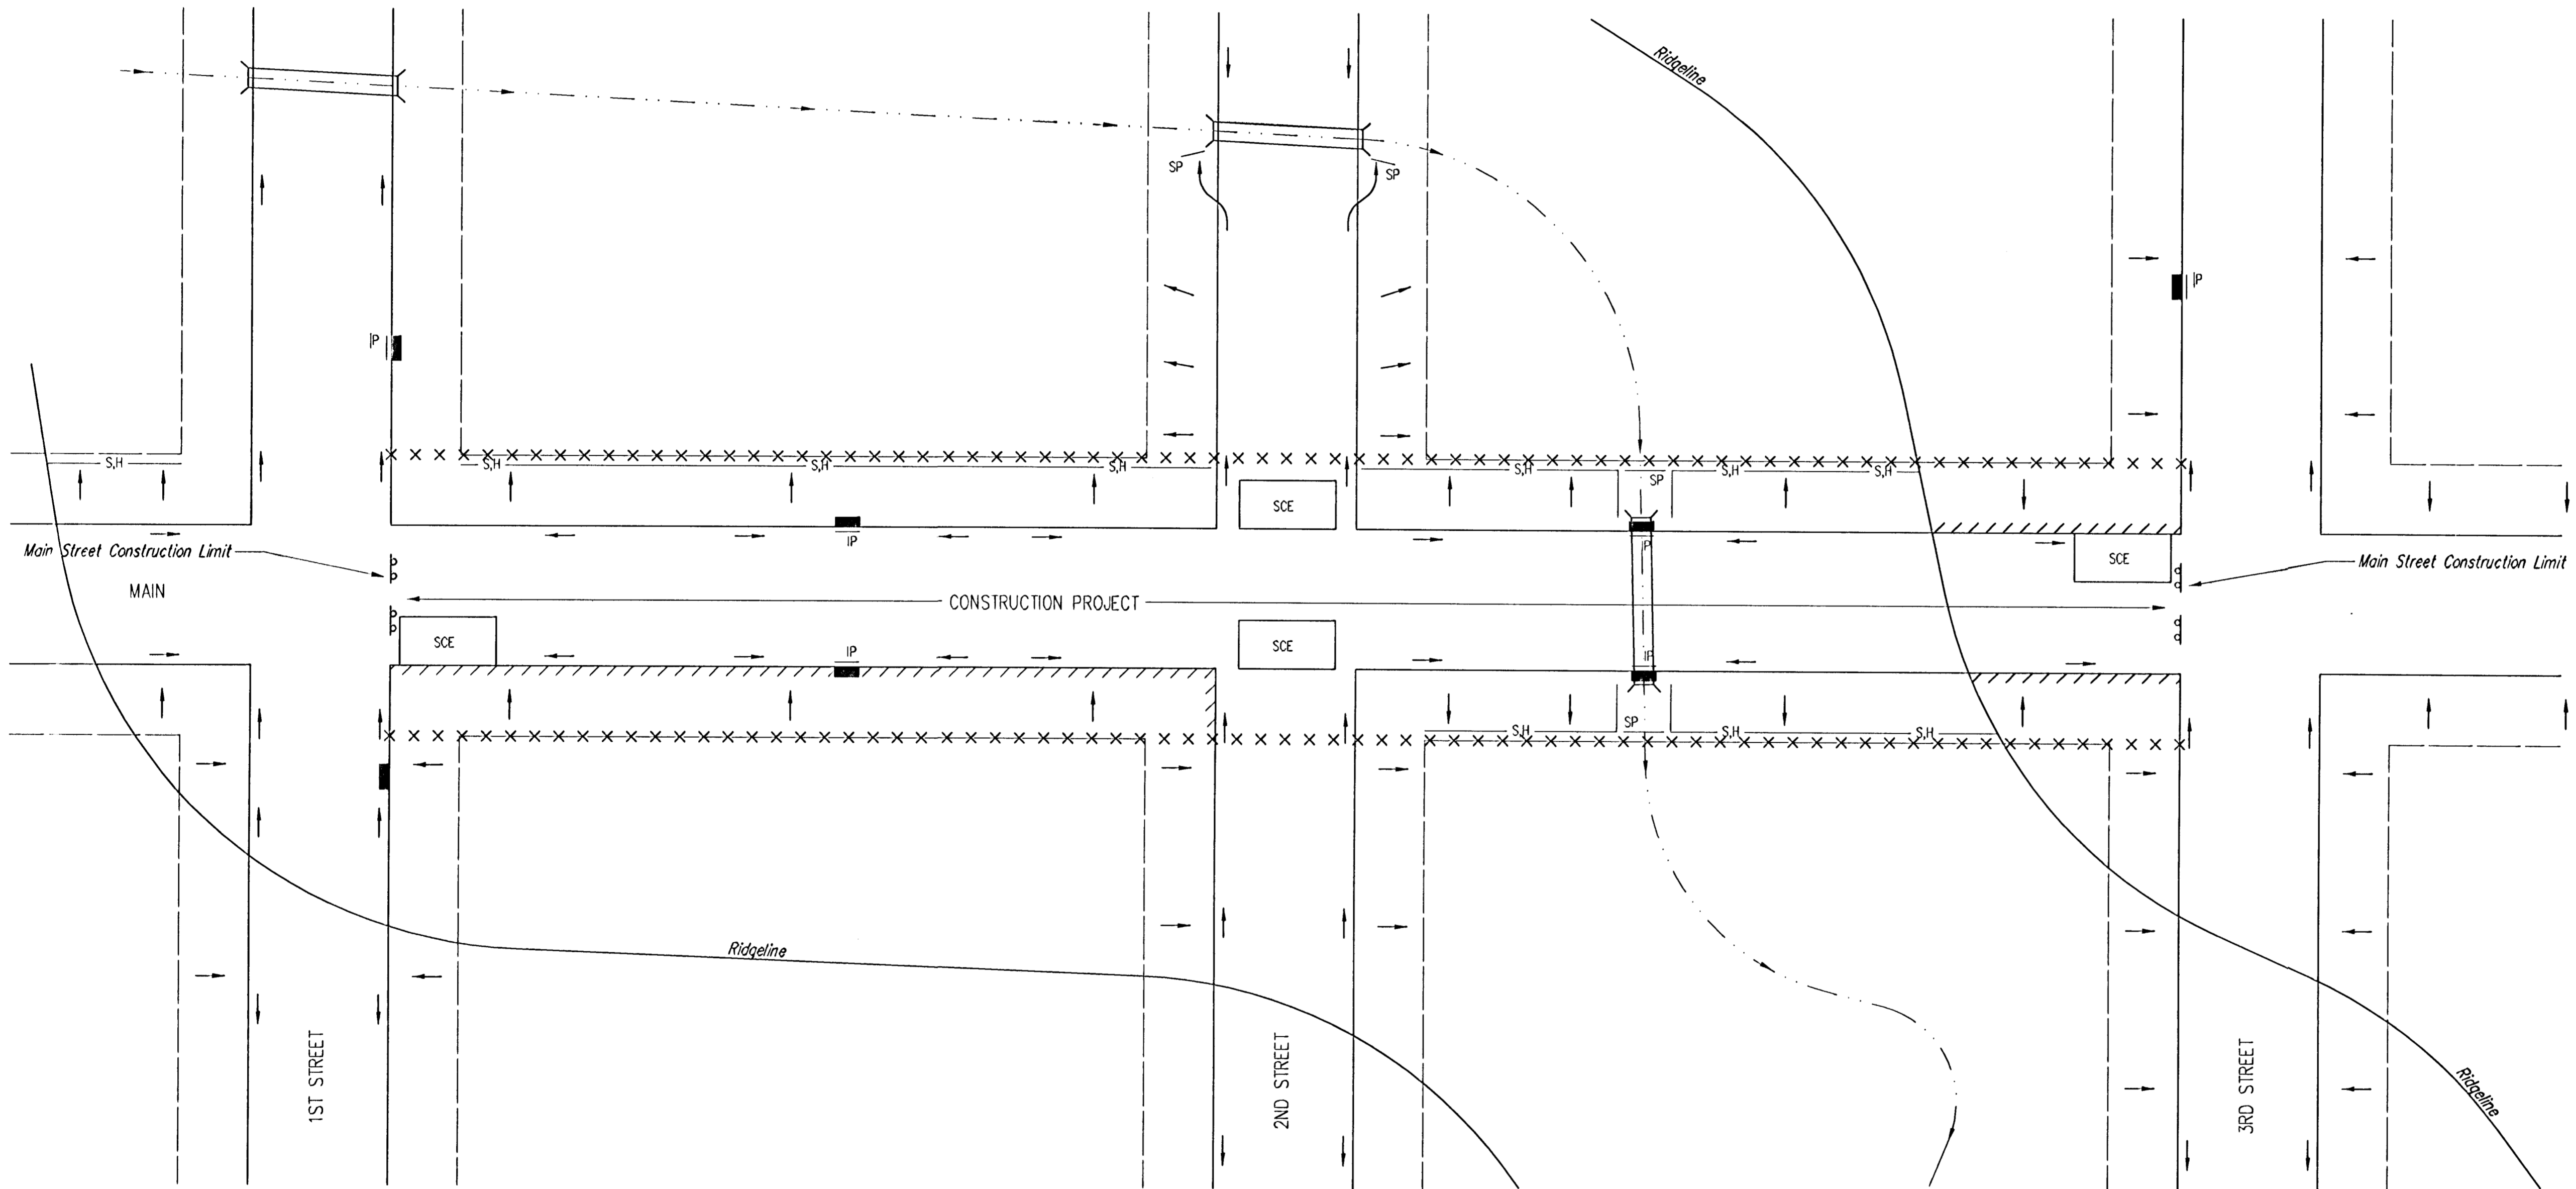 Ridgeline
SP
SP
IP
IP
S,H
S,H
S,H
S,H
S,H
S,H
S,H
SP
SCE
IP
IP
Main Street Construction Limit
SCE
Main Street Construction Limit
MAIN
CONSTRUCTION PROJECT
SCE
SCE
IP
IP
SP
S,H
S,H
S,H
Ridgeline
1ST STREET
2ND STREET
3RD STREET
Ridgeline